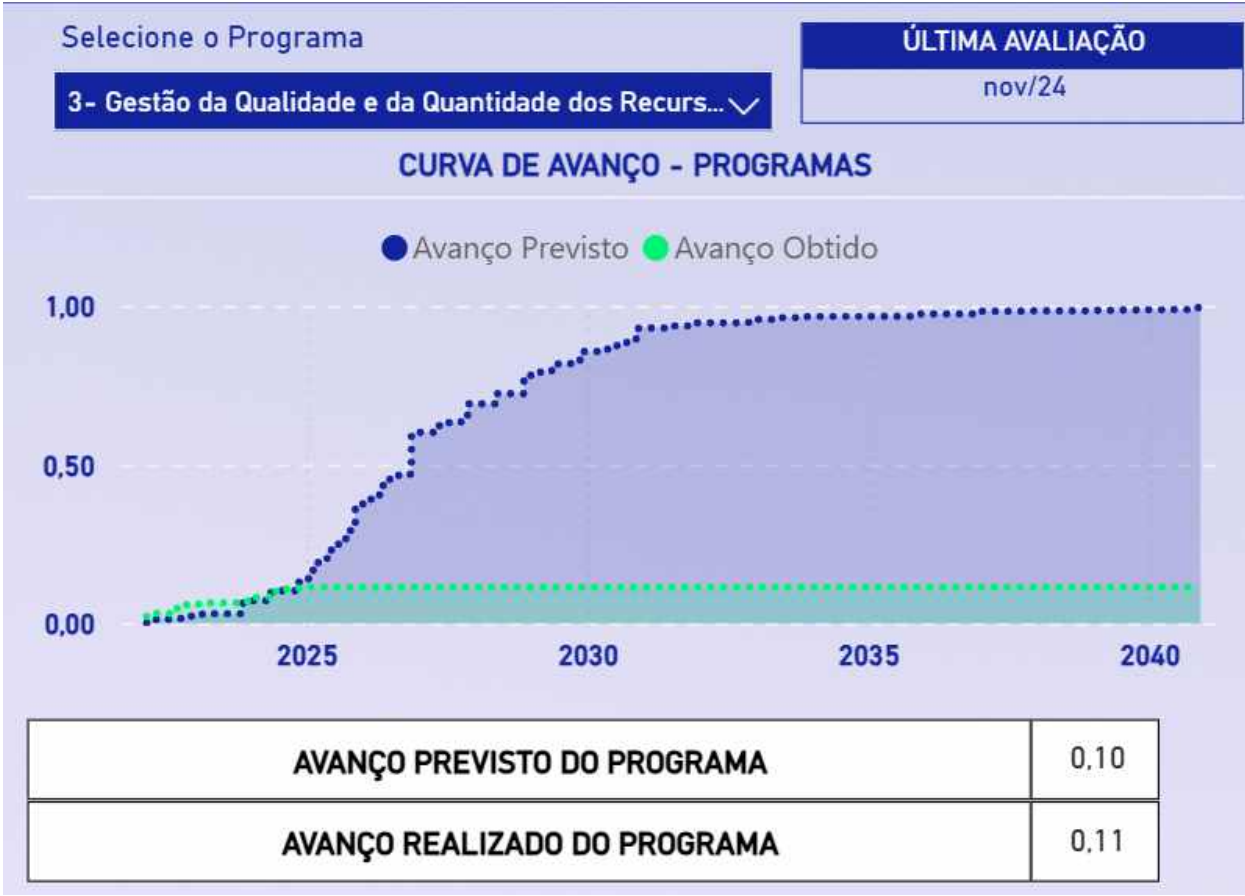 Selecione o Programa
ÚLTIMA AVALIAÇÃO
3- Gestão da Qualidade e da Quantidade dos Recurs...
nov/24
CURVA DE AVANÇO - PROGRAMAS
Avanço Previsto Avanço Obtido
1,00
0,50
0,00
2025 2030 2035 2040
AVANÇO PREVISTO DO PROGRAMA 0,10
AVANÇO REALIZADO DO PROGRAMA 0,11